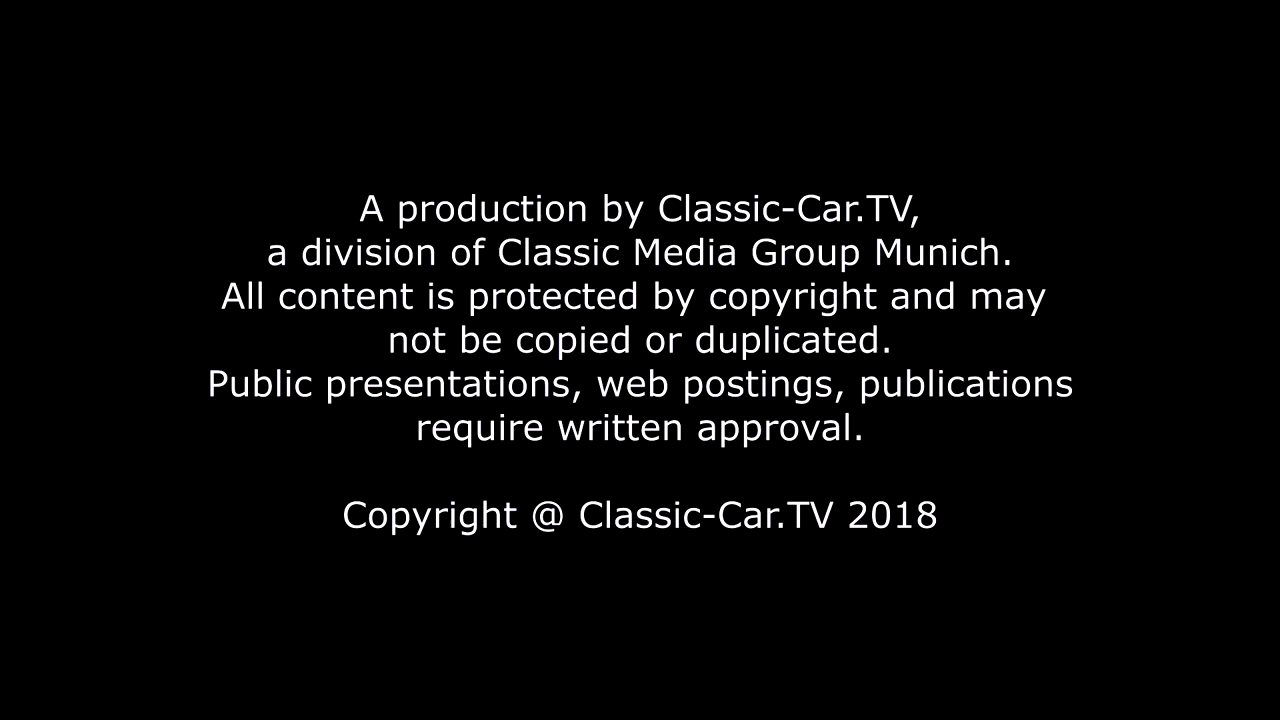 A production by Classic-Car.TV,
a division of Classic Media Group Munich.
All content is protected by copyright and may
not be copied or duplicated.
Public presentations, web postings, publications
require written approval.
Copyright @ Classic-Car.TV 2018